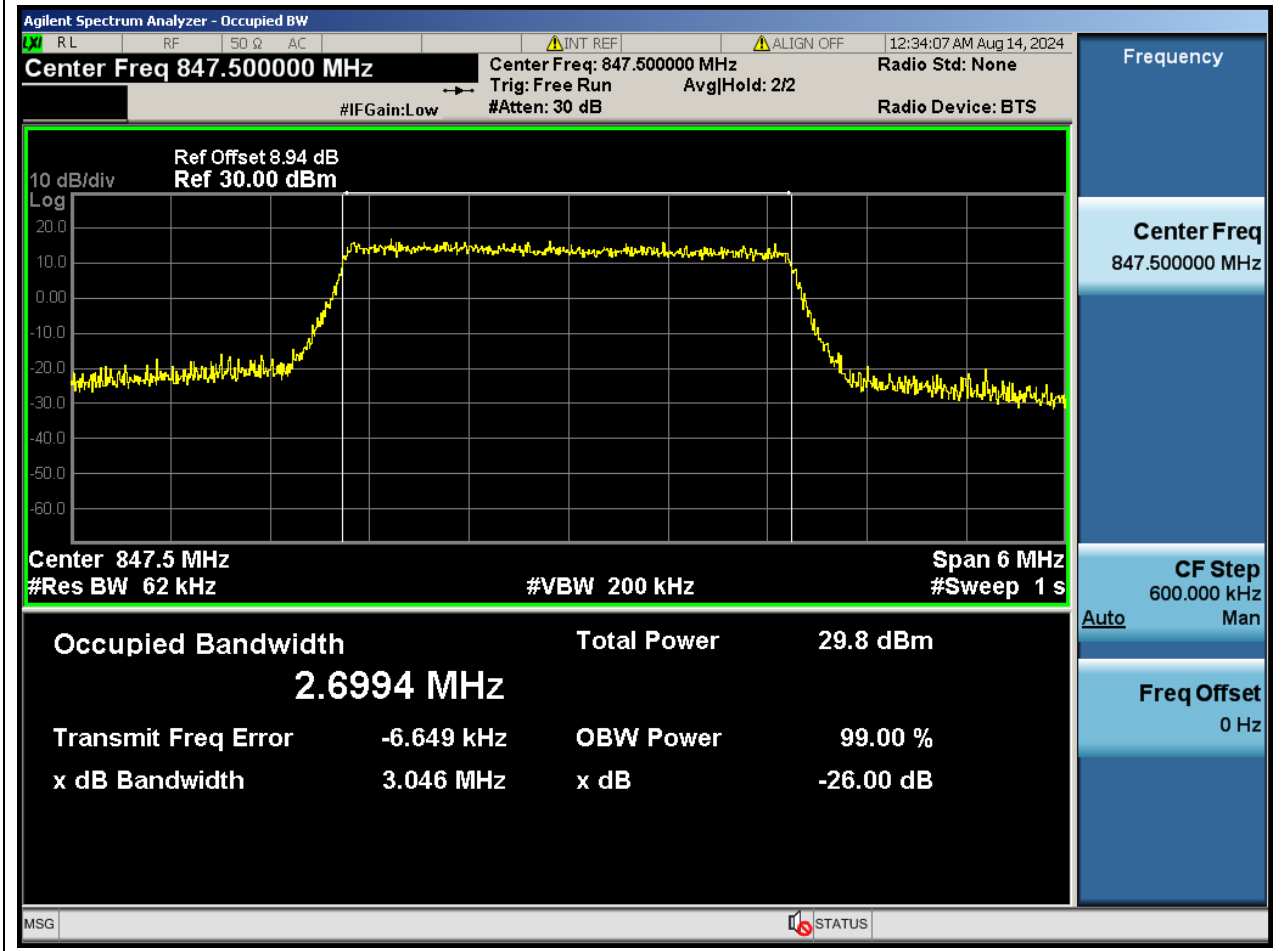 Agilent Spectrum Analyzer - Occupied BW
LXI RL RF 50 Ω AC INT REF ALIGN OFF 12:34:07 AM Aug 14, 2024
Center Freq 847.500000 MHz
Center Freq: 847.500000 MHz
Radio Std: None
Trig: Free Run Avg|Hold: 2/2
#IFGain:Low
#Atten: 30 dB
Radio Device: BTS
Ref Offset 8.94 dB
10 dB/div Ref 30.00 dBm
Log
20.0
10.0
0.00
-10.0
-20.0
-30.0
-40.0
-50.0
-60.0
Center 847.5 MHz Span 6 MHz
#Res BW 62 kHz #VBW 200 kHz #Sweep 1 s
Occupied Bandwidth Total Power 29.8 dBm
2.6994 MHz
Transmit Freq Error -6.649 kHz OBW Power 99.00 %
x dB Bandwidth 3.046 MHz x dB -26.00 dB
Frequency
Center Freq
847.500000 MHz
CF Step
600.000 kHz
Auto Man
Freq Offset
0 Hz
MSG STATUS